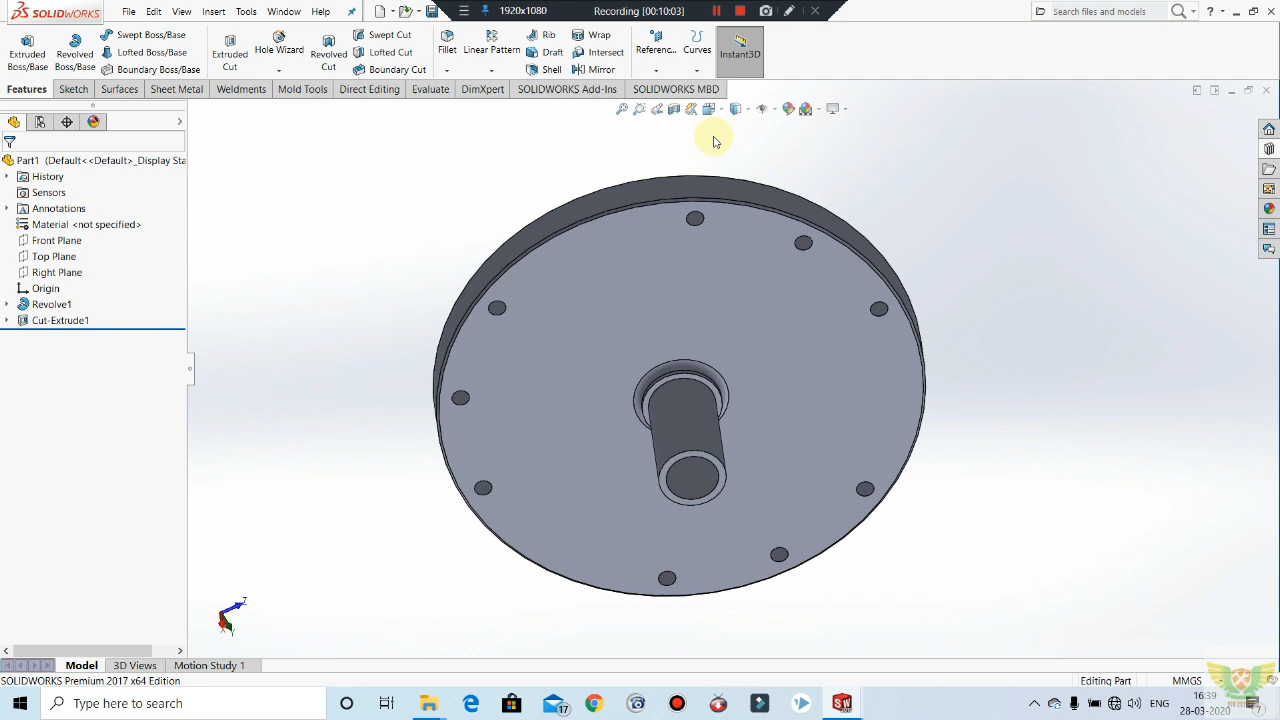 SOLIDWORKS
File Edit View Insert Tools Window Help
1920x1080 Recording [00:10:03]
search files and models
?
Extruded Boss/Base
Revolved Boss/Base
Swept Boss/Base
Lofted Boss/Base
Boundary Boss/Base
Extruded Cut
Hole Wizard
Revolved Cut
Swept Cut
Lofted Cut
Boundary Cut
Fillet
Linear Pattern
Rib
Draft
Shell
Wrap
Intersect
Mirror
Referenc...
Curves
Instant3D
Features Sketch Surfaces Sheet Metal Weldments Mold Tools Direct Editing Evaluate DimXpert SOLIDWORKS Add-Ins SOLIDWORKS MBD
Part1 (Default<<Default>_Display Sta
History
Sensors
Annotations
Material <not specified>
Front Plane
Top Plane
Right Plane
Origin
Revolve1
Cut-Extrude1
Z
Model 3D Views Motion Study 1
SOLIDWORKS Premium 2017 x64 Edition
Editing Part MMGS
Type here to search
17
SW
ENG
16:39
28-03-2020
7